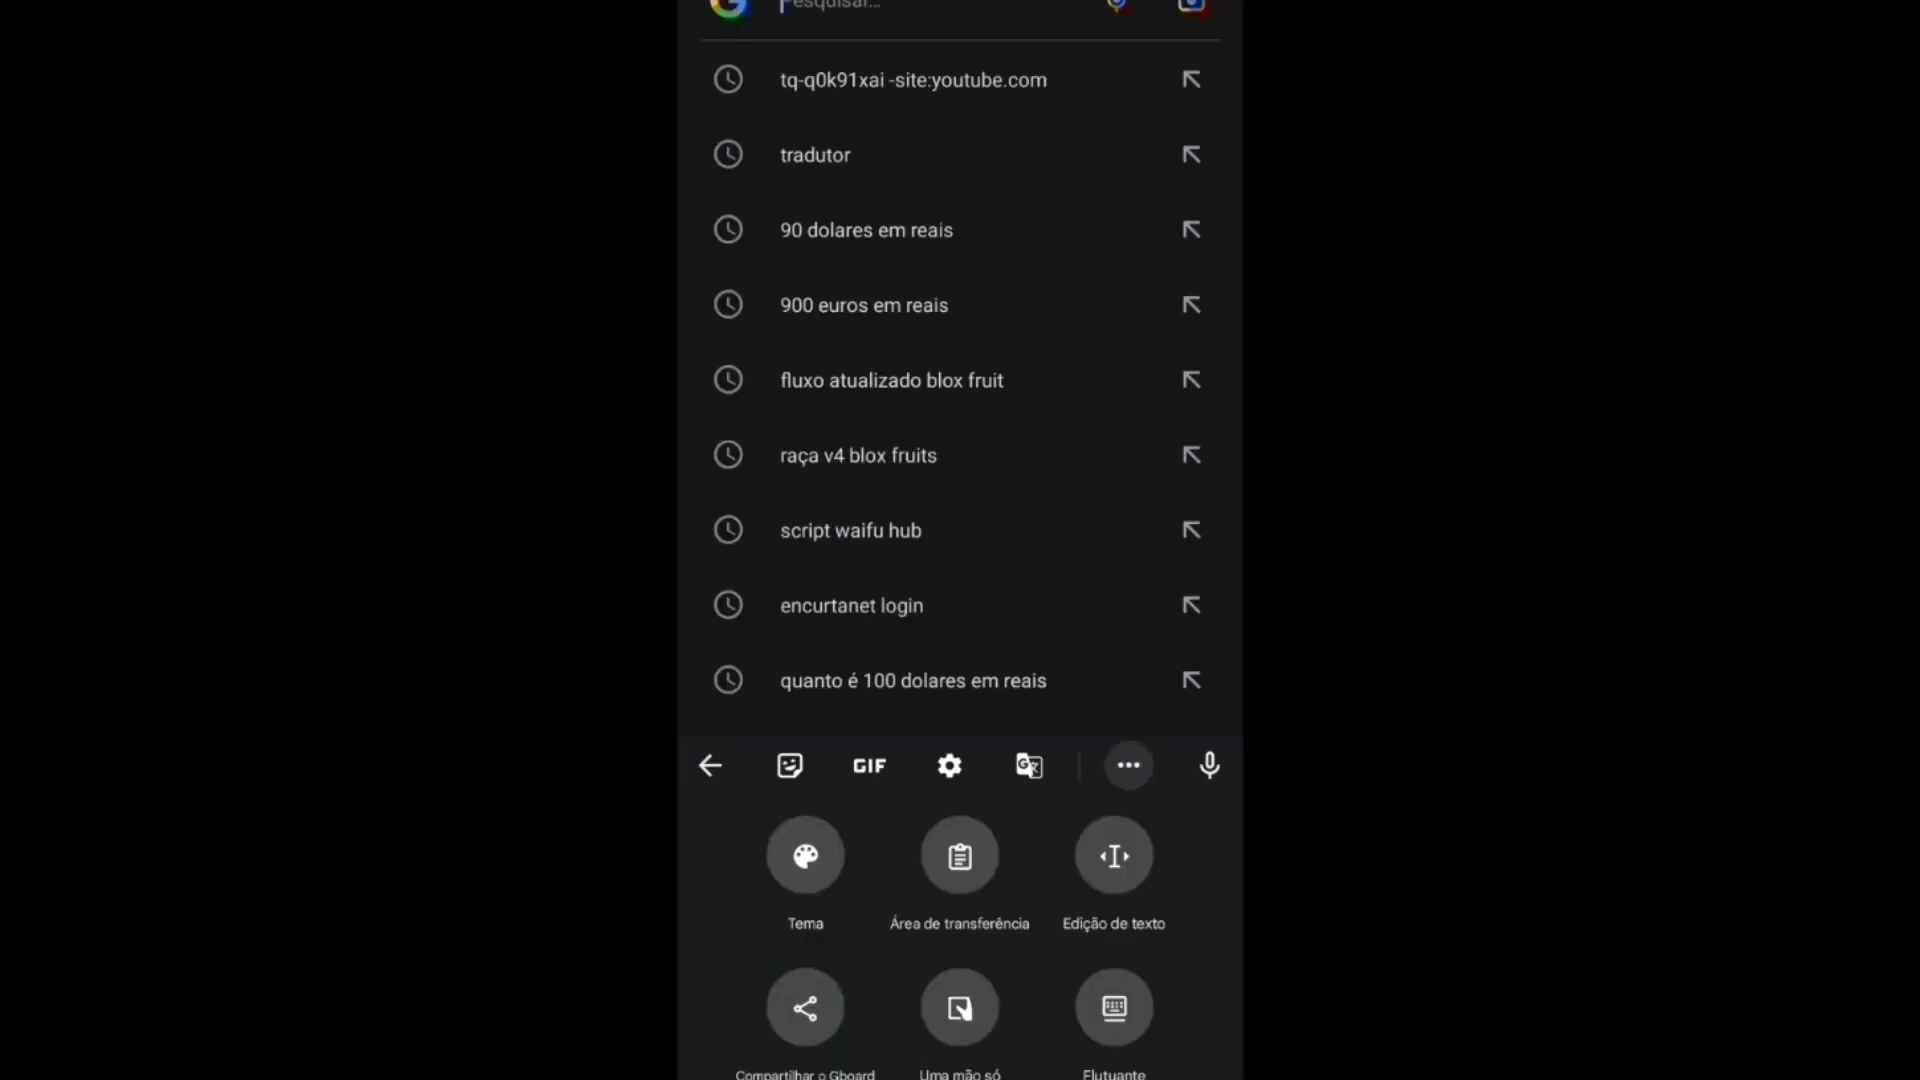 Pesquisar...
tq-q0k91xai -site:youtube.com
tradutor
90 dolares em reais
900 euros em reais
fluxo atualizado blox fruit
raça v4 blox fruits
script waifu hub
encurtanet login
quanto é 100 dolares em reais
GIF
Tema
Área de transferência
Edição de texto
Compartilhar o Gboard
Uma mão só
Flutuante